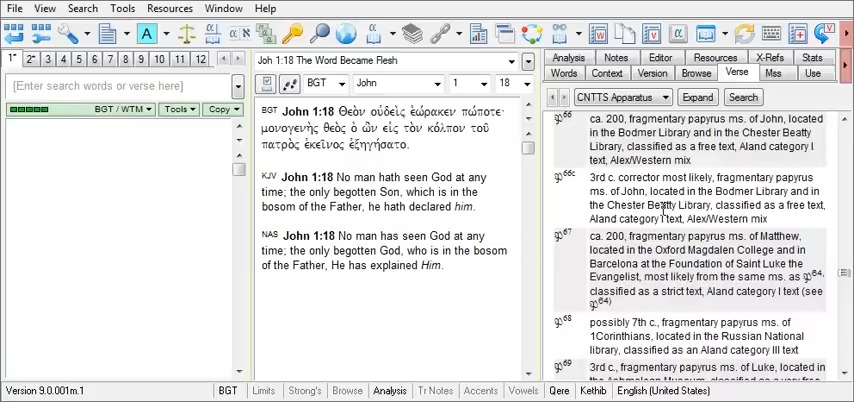 File View Search Tools Resources Window Help
1* 2* 3 4 5 6 7 8 9 10 11 12
[Enter search words or verse here]
BGT / WTM Tools Copy
Joh 1:18 The Word Became Flesh
BGT John 1 18
BGT John 1:18 Θεὸν οὐδεὶς ἑώρακεν πώποτε·
μονογενὴς θεὸς ὁ ὢν εἰς τὸν κόλπον τοῦ
πατρὸς ἐκεῖνος ἐξηγήσατο.
KJV John 1:18 No man hath seen God at any
time; the only begotten Son, which is in the
bosom of the Father, he hath declared him.
NAS John 1:18 No man has seen God at any
time; the only begotten God, who is in the bosom
of the Father, He has explained Him.
Analysis Notes Editor Resources X-Refs Stats
Words Context Version Browse Verse Mss Use
CNTTS Apparatus Expand Search
𝔓66 ca. 200, fragmentary papyrus ms. of John, located
in the Bodmer Library and in the Chester Beatty
Library, classified as a free text, Aland category I
text, Alex/Western mix
𝔓66c 3rd c. corrector most likely, fragmentary papyrus
ms. of John, located in the Bodmer Library and in
the Chester Beatty Library, classified as a free text,
Aland category I text, Alex/Western mix
𝔓67 ca. 200, fragmentary papyrus ms. of Matthew,
located in the Oxford Magdalen College and in
Barcelona at the Foundation of Saint Luke the
Evangelist, most likely from the same ms. as 𝔓64,
classified as a strict text, Aland category I text (see
𝔓64)
𝔓68 possibly 7th c., fragmentary papyrus ms. of
1Corinthians, located in the Russian National
library, classified as an Aland category III text
𝔓69 3rd c., fragmentary papyrus ms. of Luke, located in
Version 9.0.001m.1 BGT Limits Strong's Browse Analysis Tr Notes Accents Vowels Qere Kethib English (United States)